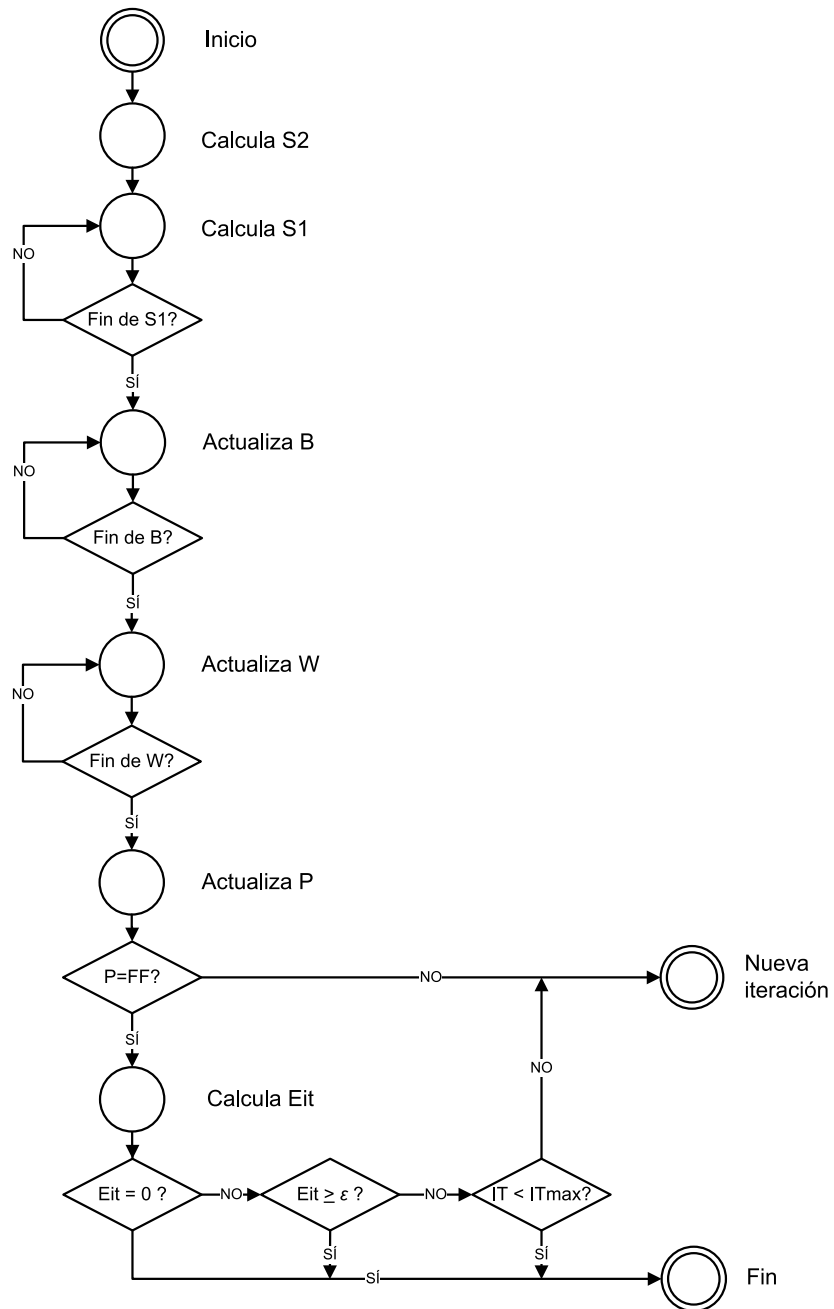 Inicio
Calcula S2
Calcula S1
NO
Fin de S1?
SÍ
Actualiza B
NO
Fin de B?
SÍ
Actualiza W
NO
Fin de W?
SÍ
Actualiza P
P=FF?
NO
Nueva
iteración
SÍ
NO
Calcula Eit
Eit = 0 ?
NO
Eit ≥ ε ?
NO
IT < ITmax?
SÍ
SÍ
SÍ
Fin